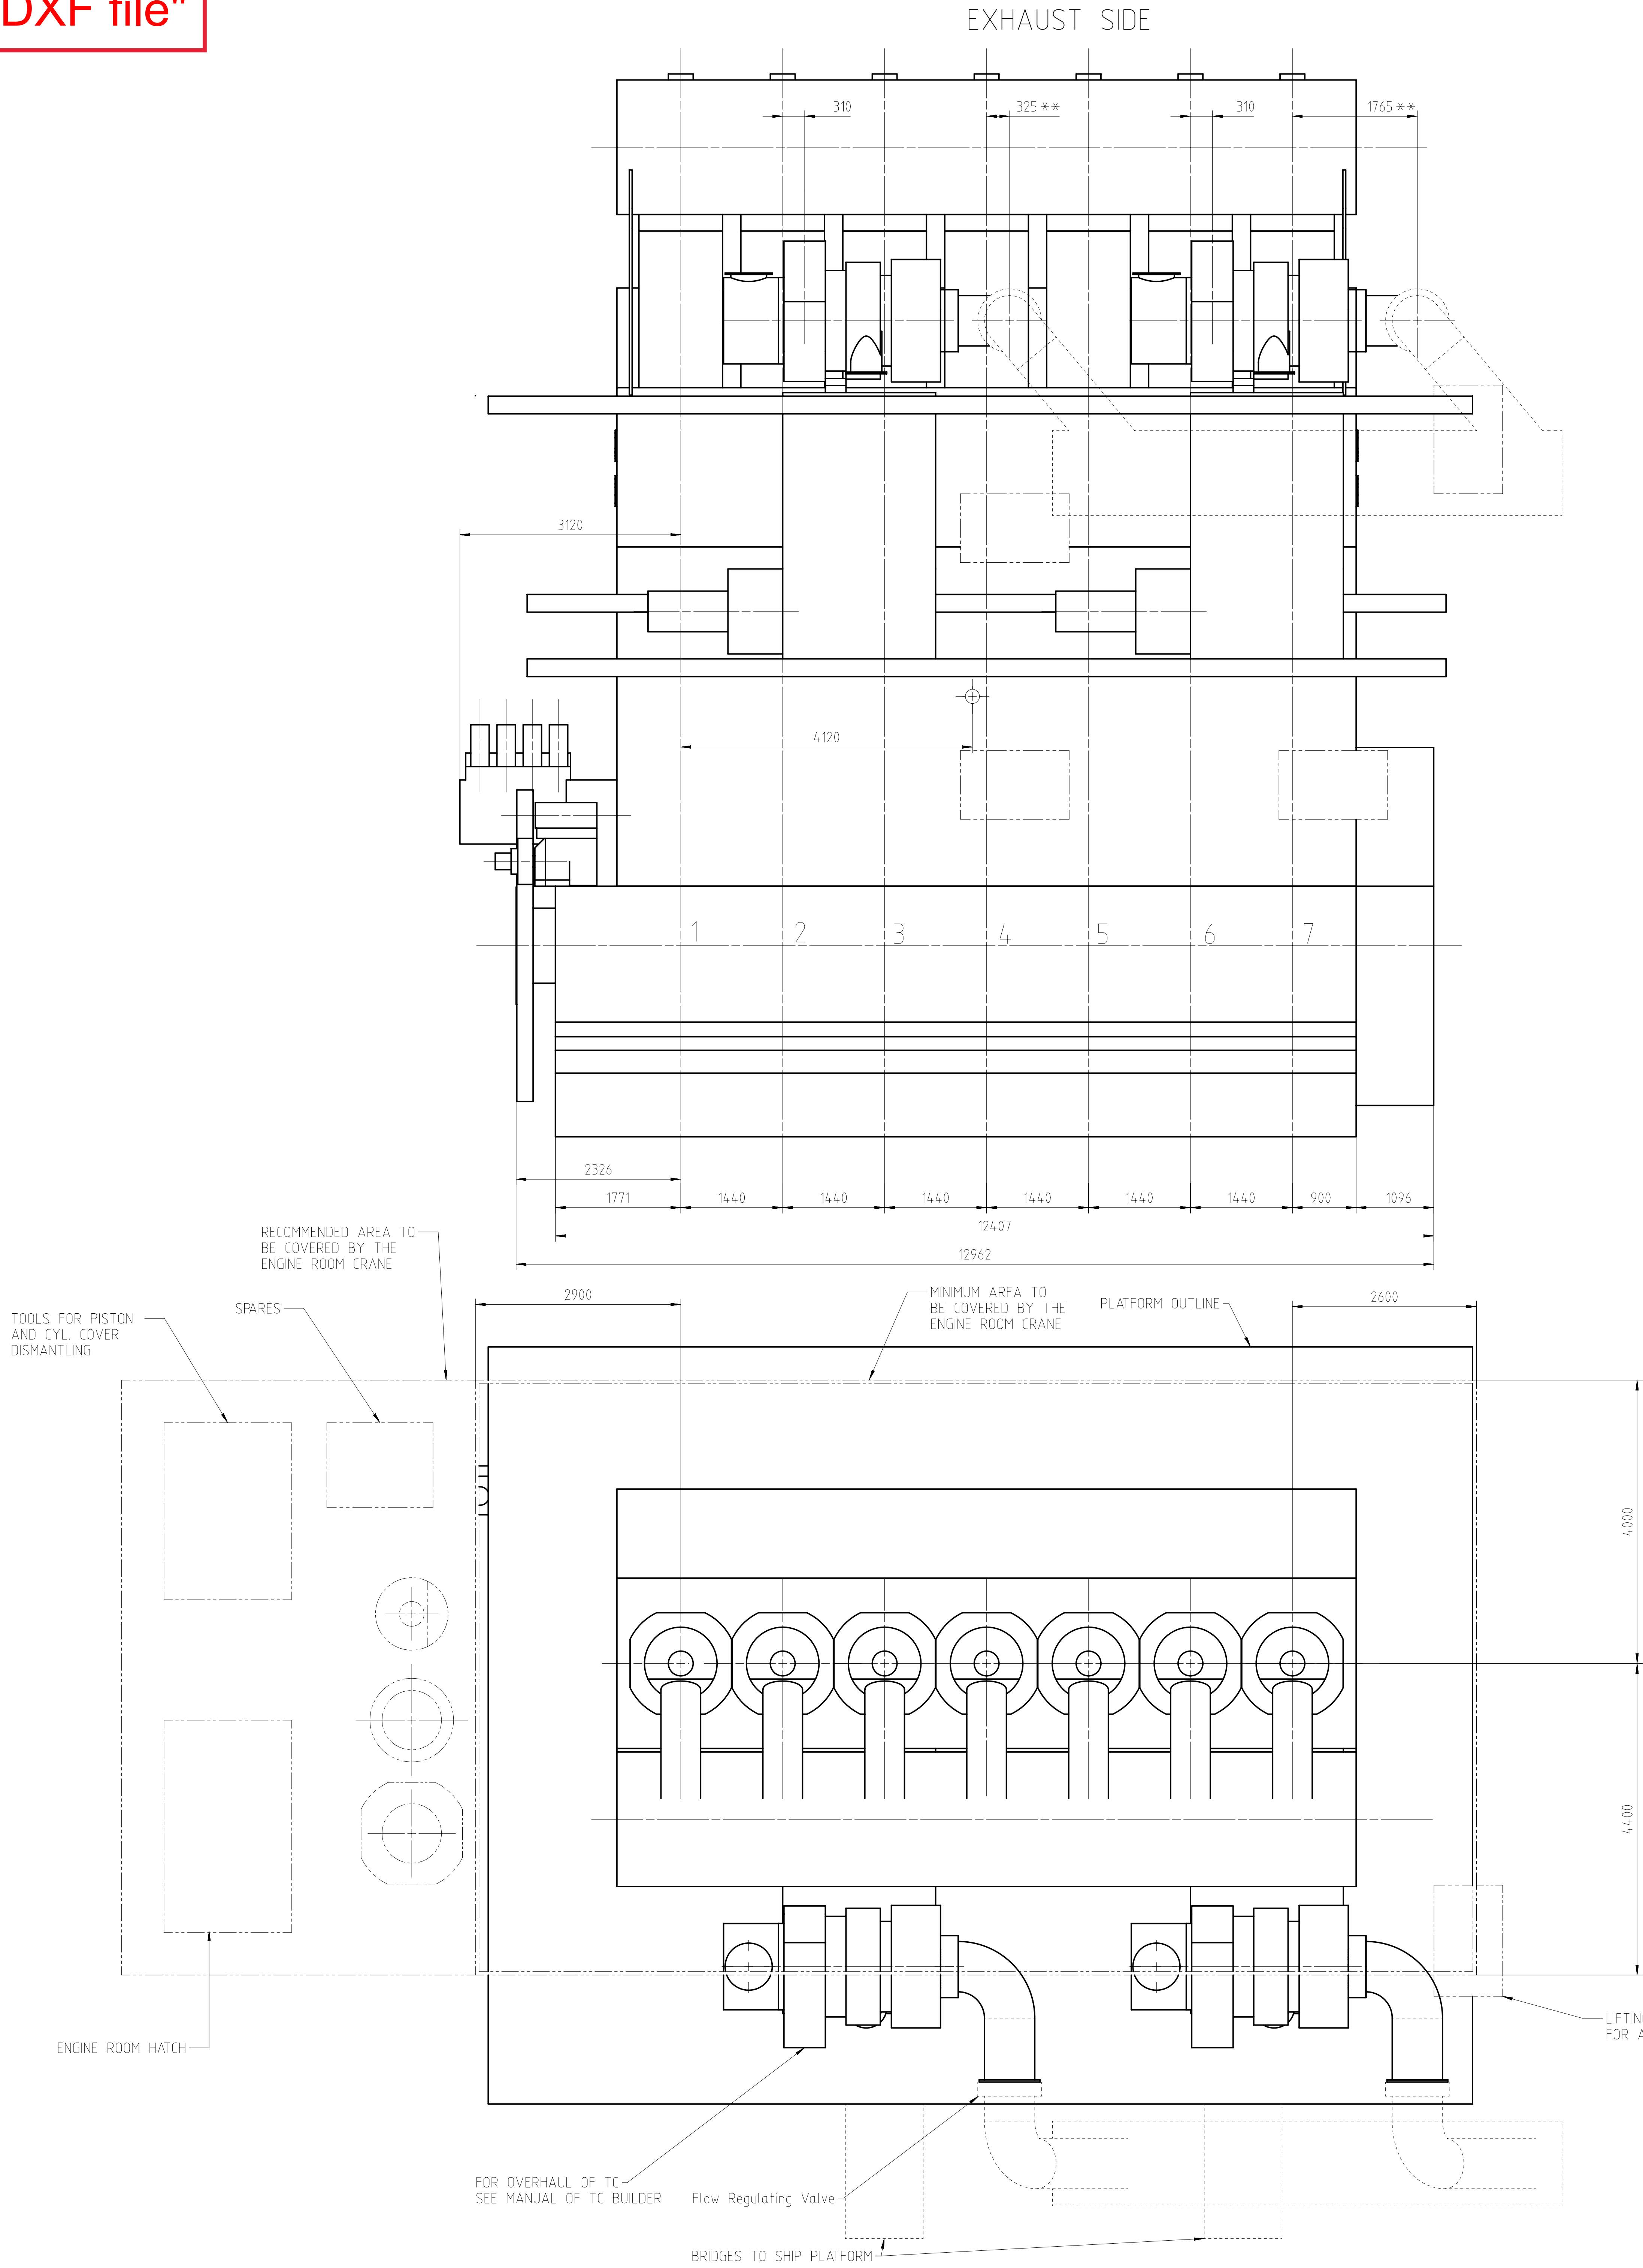 DXF file"
EXHAUST SIDE
310
325 **
310
1765 **
3120
4120
1
2
3
4
5
6
7
2326
1771
1440
1440
1440
1440
1440
1440
900
1096
12407
12962
RECOMMENDED AREA TO
BE COVERED BY THE
ENGINE ROOM CRANE
2900
MINIMUM AREA TO
BE COVERED BY THE
ENGINE ROOM CRANE
PLATFORM OUTLINE
2600
TOOLS FOR PISTON
AND CYL. COVER
DISMANTLING
SPARES
4000
4400
ENGINE ROOM HATCH
FOR A
FOR OVERHAUL OF TC
SEE MANUAL OF TC BUILDER
Flow Regulating Valve
BRIDGES TO SHIP PLATFORM